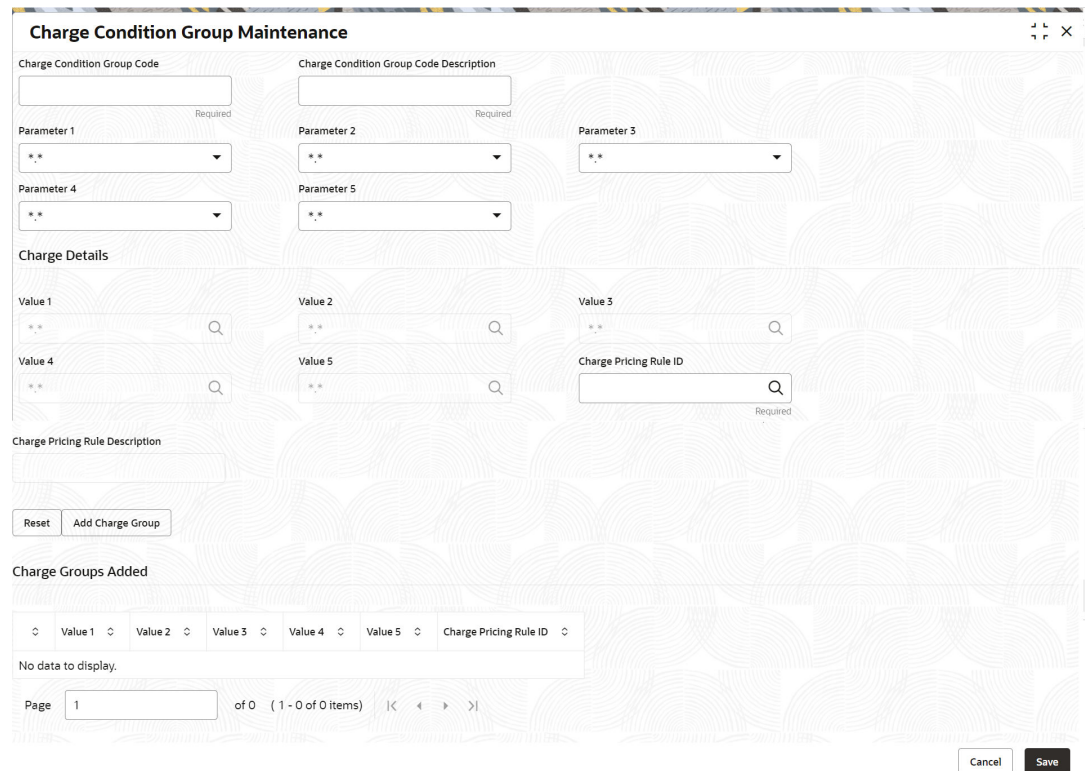 Charge Condition Group Maintenance
Charge Condition Group Code Charge Condition Group Code Description
Required Required
Parameter 1 Parameter 2 Parameter 3
*.* *.* *.*
Parameter 4 Parameter 5
*.* *.*
Charge Details
Value 1 Value 2 Value 3
*.* *.* *.*
Value 4 Value 5 Charge Pricing Rule ID
*.* *.*
Required
Charge Pricing Rule Description
Reset Add Charge Group
Charge Groups Added
Value 1 Value 2 Value 3 Value 4 Value 5 Charge Pricing Rule ID
No data to display.
Page 1 of 0 ( 1 - 0 of 0 items)
Cancel Save